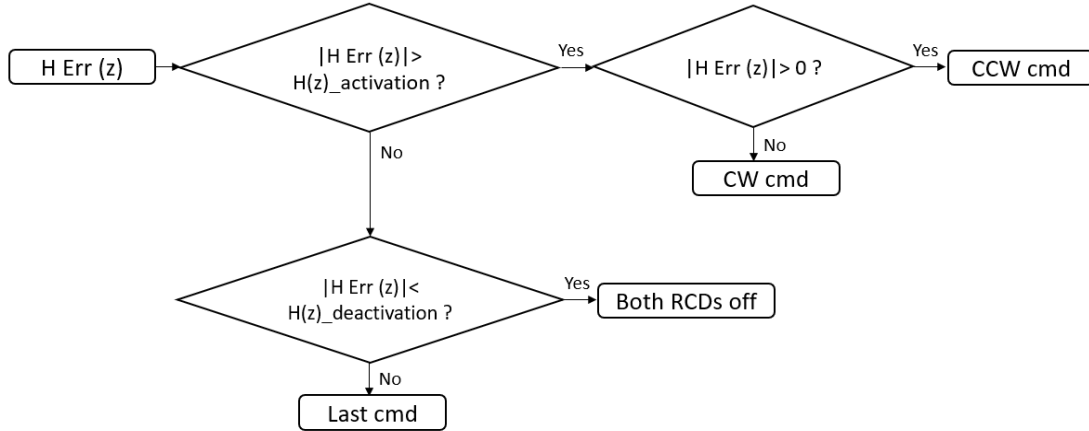 H Err (z)
|H Err (z)|>
H(z)_activation ?
Yes
|H Err (z)|> 0 ?
Yes
CCW cmd
No
No
CW cmd
|H Err (z)|<
H(z)_deactivation ?
Yes
Both RCDs off
No
Last cmd